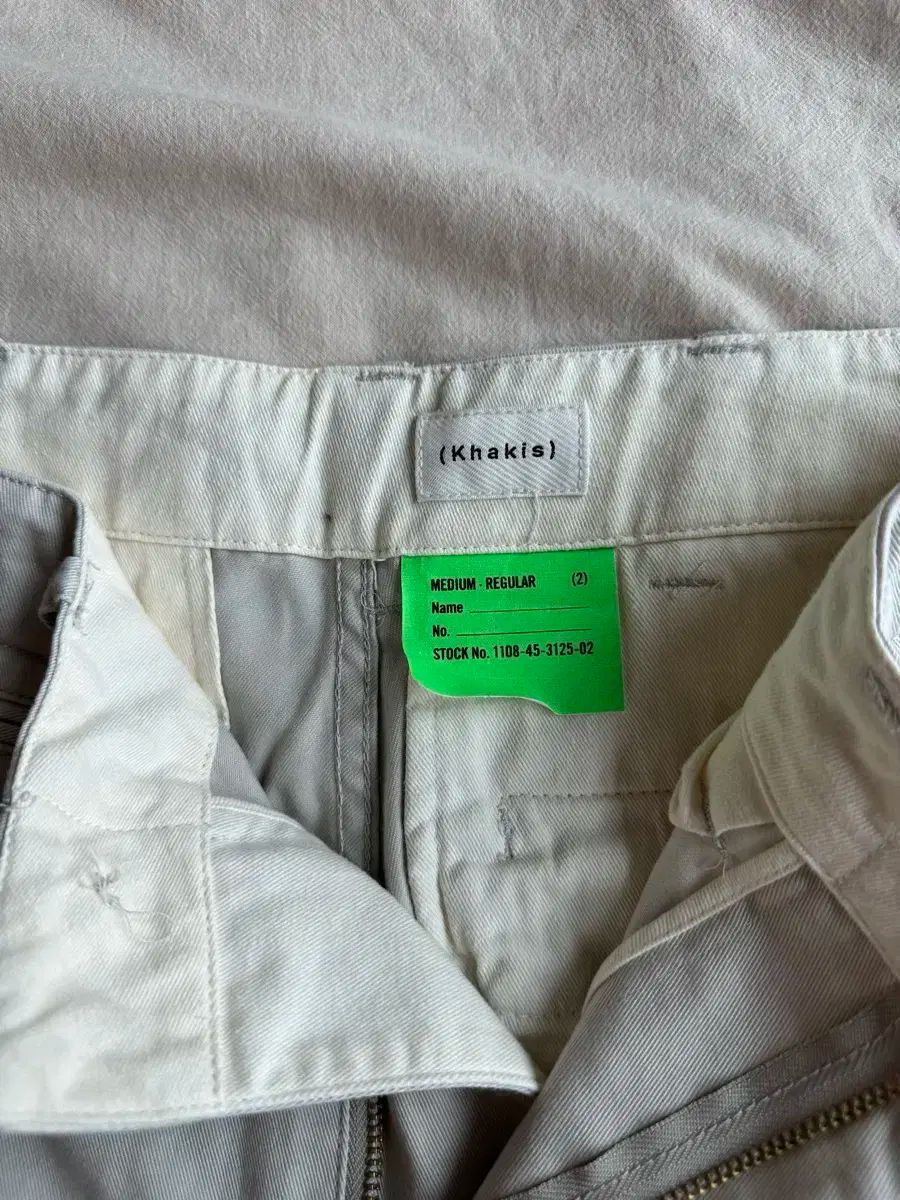 (Khakis)
MEDIUM - REGULAR (2)
Name
No.
STOCK No. 1108-45-3125-02